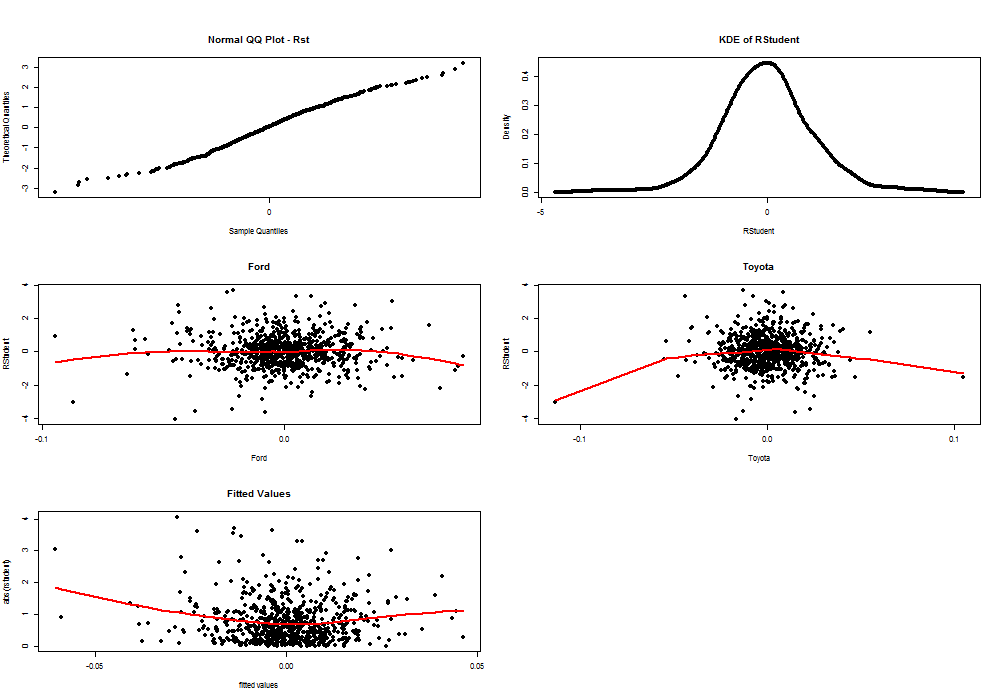 Normal QQ Plot - Rst
Theoretical Quantiles
3
2
1
0
-1
-2
-3
0
Sample Quantiles
KDE of RStudent
Density
0.4
0.3
0.2
0.1
0.0
-5
0
RStudent
Ford
RStudent
4
2
0
-2
-4
-0.1
0.0
Ford
Toyota
RStudent
4
2
0
-2
-4
-0.1
0.0
0.1
Toyota
Fitted Values
abs(rstudent)
4
3
2
1
0
-0.05
0.00
0.05
fitted values